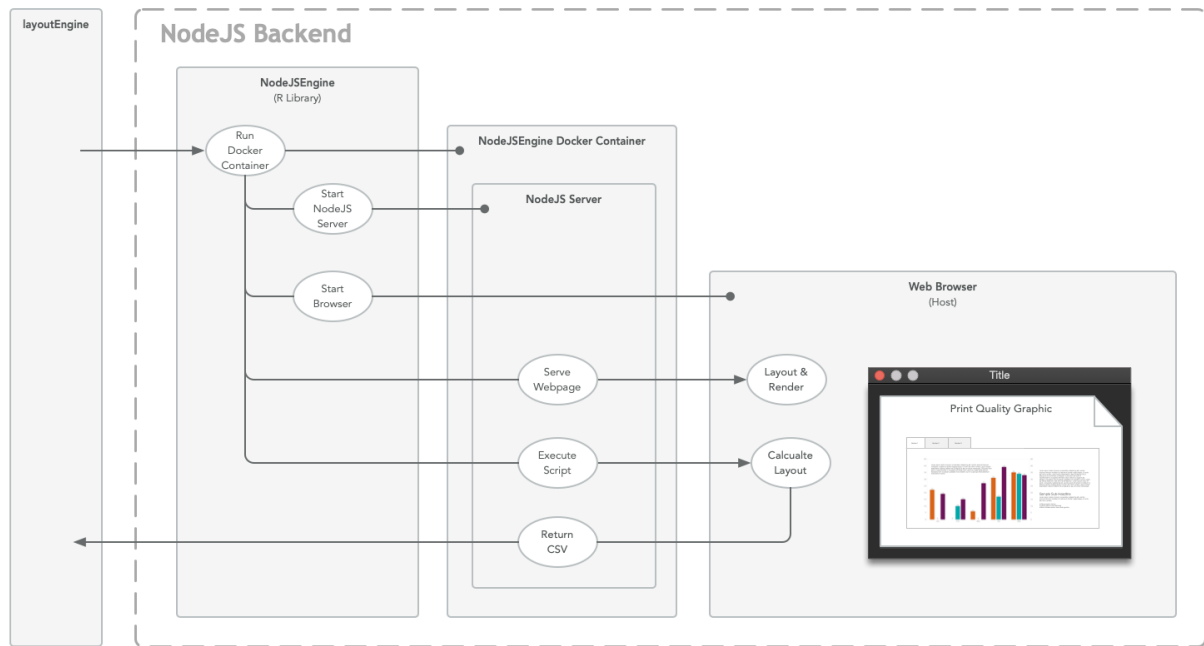 layoutEngine
NodeJS Backend
NodeJSEngine
(R Library)
Run
Docker
Container
NodeJSEngine Docker Container
Start
NodeJS
Server
NodeJS Server
Start
Browser
Web Browser
(Host)
Serve
Webpage
Layout &
Render
Title
Print Quality Graphic
Execute
Script
Calcualte
Layout
Return
CSV